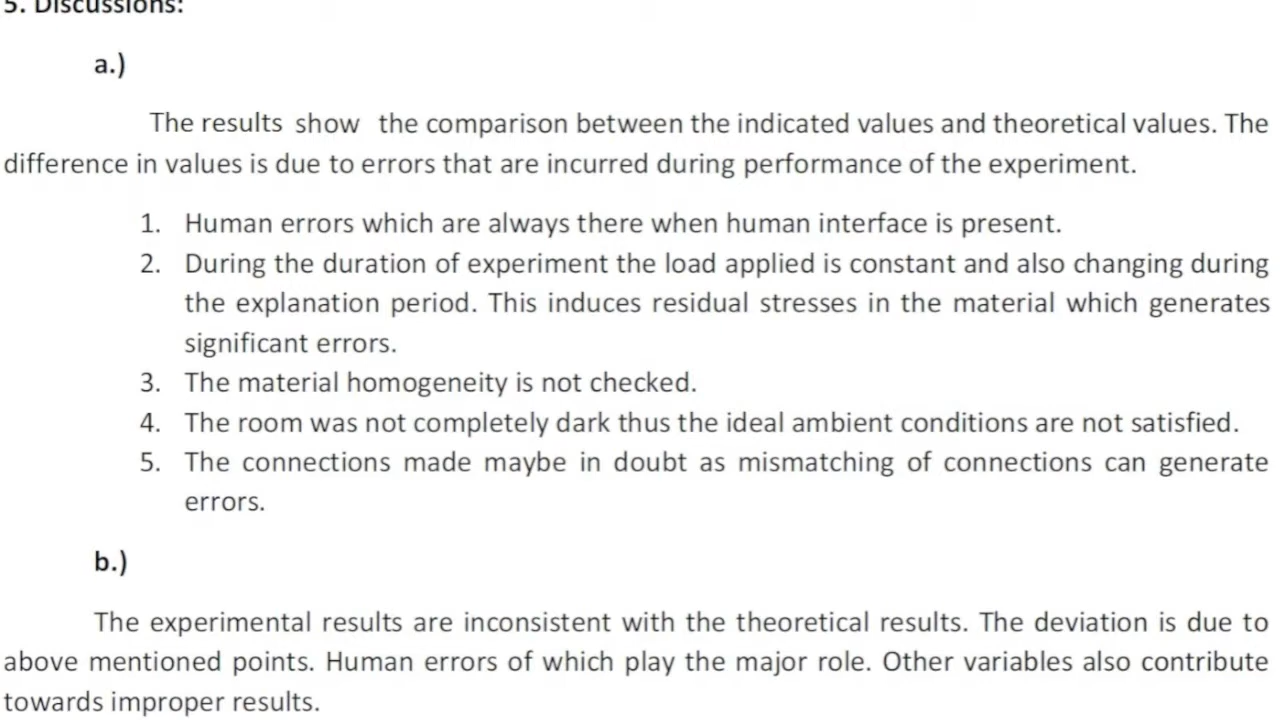 5. Discussions:
a.)
The results show the comparison between the indicated values and theoretical values. The
difference in values is due to errors that are incurred during performance of the experiment.
1. Human errors which are always there when human interface is present.
2. During the duration of experiment the load applied is constant and also changing during
the explanation period. This induces residual stresses in the material which generates
significant errors.
3. The material homogeneity is not checked.
4. The room was not completely dark thus the ideal ambient conditions are not satisfied.
5. The connections made maybe in doubt as mismatching of connections can generate
errors.
b.)
The experimental results are inconsistent with the theoretical results. The deviation is due to
above mentioned points. Human errors of which play the major role. Other variables also contribute
towards improper results.